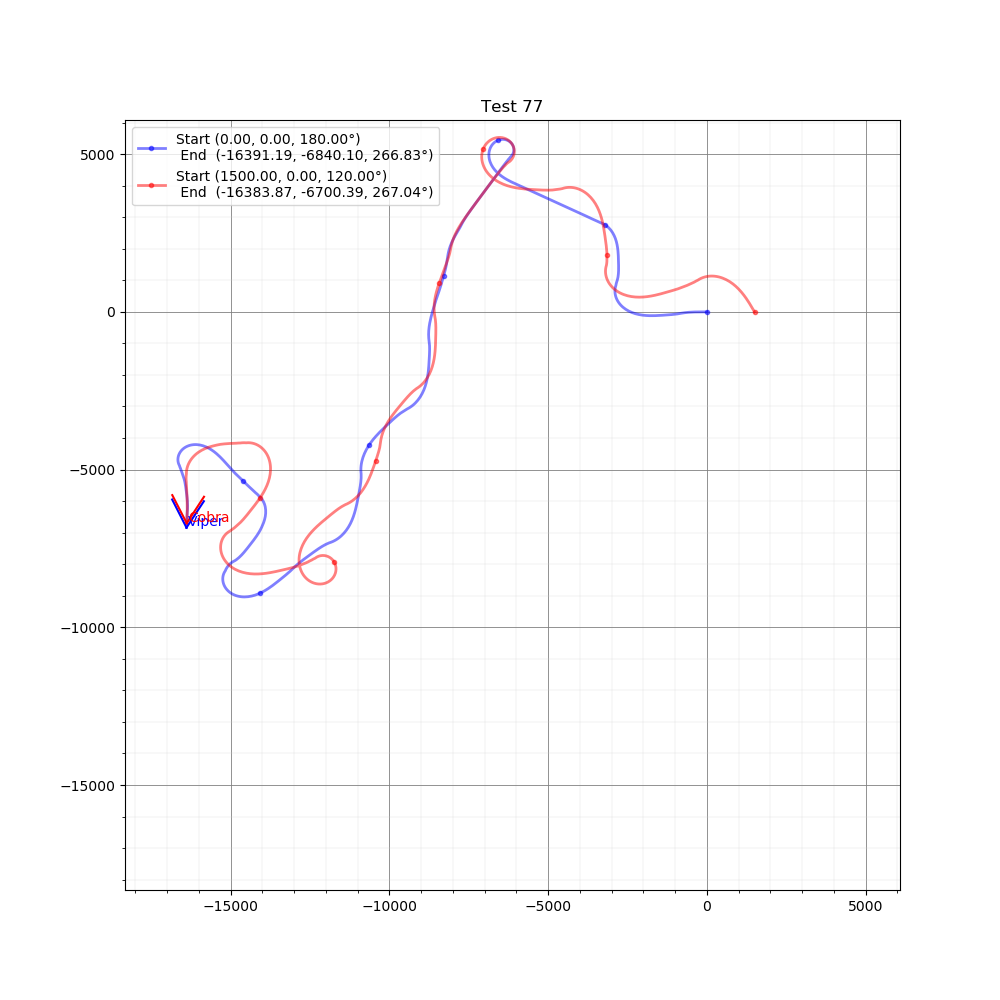 Test 77
Start (0.00, 0.00, 180.00°)
End  (-16391.19, -6840.10, 266.83°)
Start (1500.00, 0.00, 120.00°)
End  (-16383.87, -6700.39, 267.04°)
5000
0
−5000
−10000
−15000
Viper
−15000
−10000
−5000
0
5000